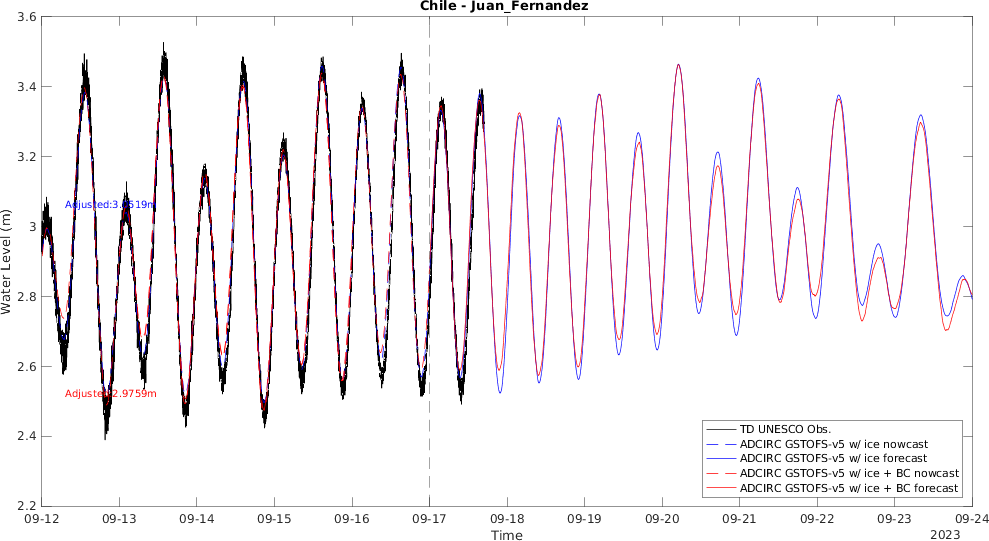 Chile - Juan_Fernandez
3.6
3.4
3.2
3
2.8
2.6
2.4
2.2
Water Level (m)
Adjusted:2.9759m
09-12
09-13
09-14
09-15
09-16
09-17
09-18
09-19
09-20
09-21
09-22
09-23
09-24
Time
2023
TD UNESCO Obs.
ADCIRC GSTOFS-v5 w/ ice nowcast
ADCIRC GSTOFS-v5 w/ ice forecast
ADCIRC GSTOFS-v5 w/ ice + BC nowcast
ADCIRC GSTOFS-v5 w/ ice + BC forecast